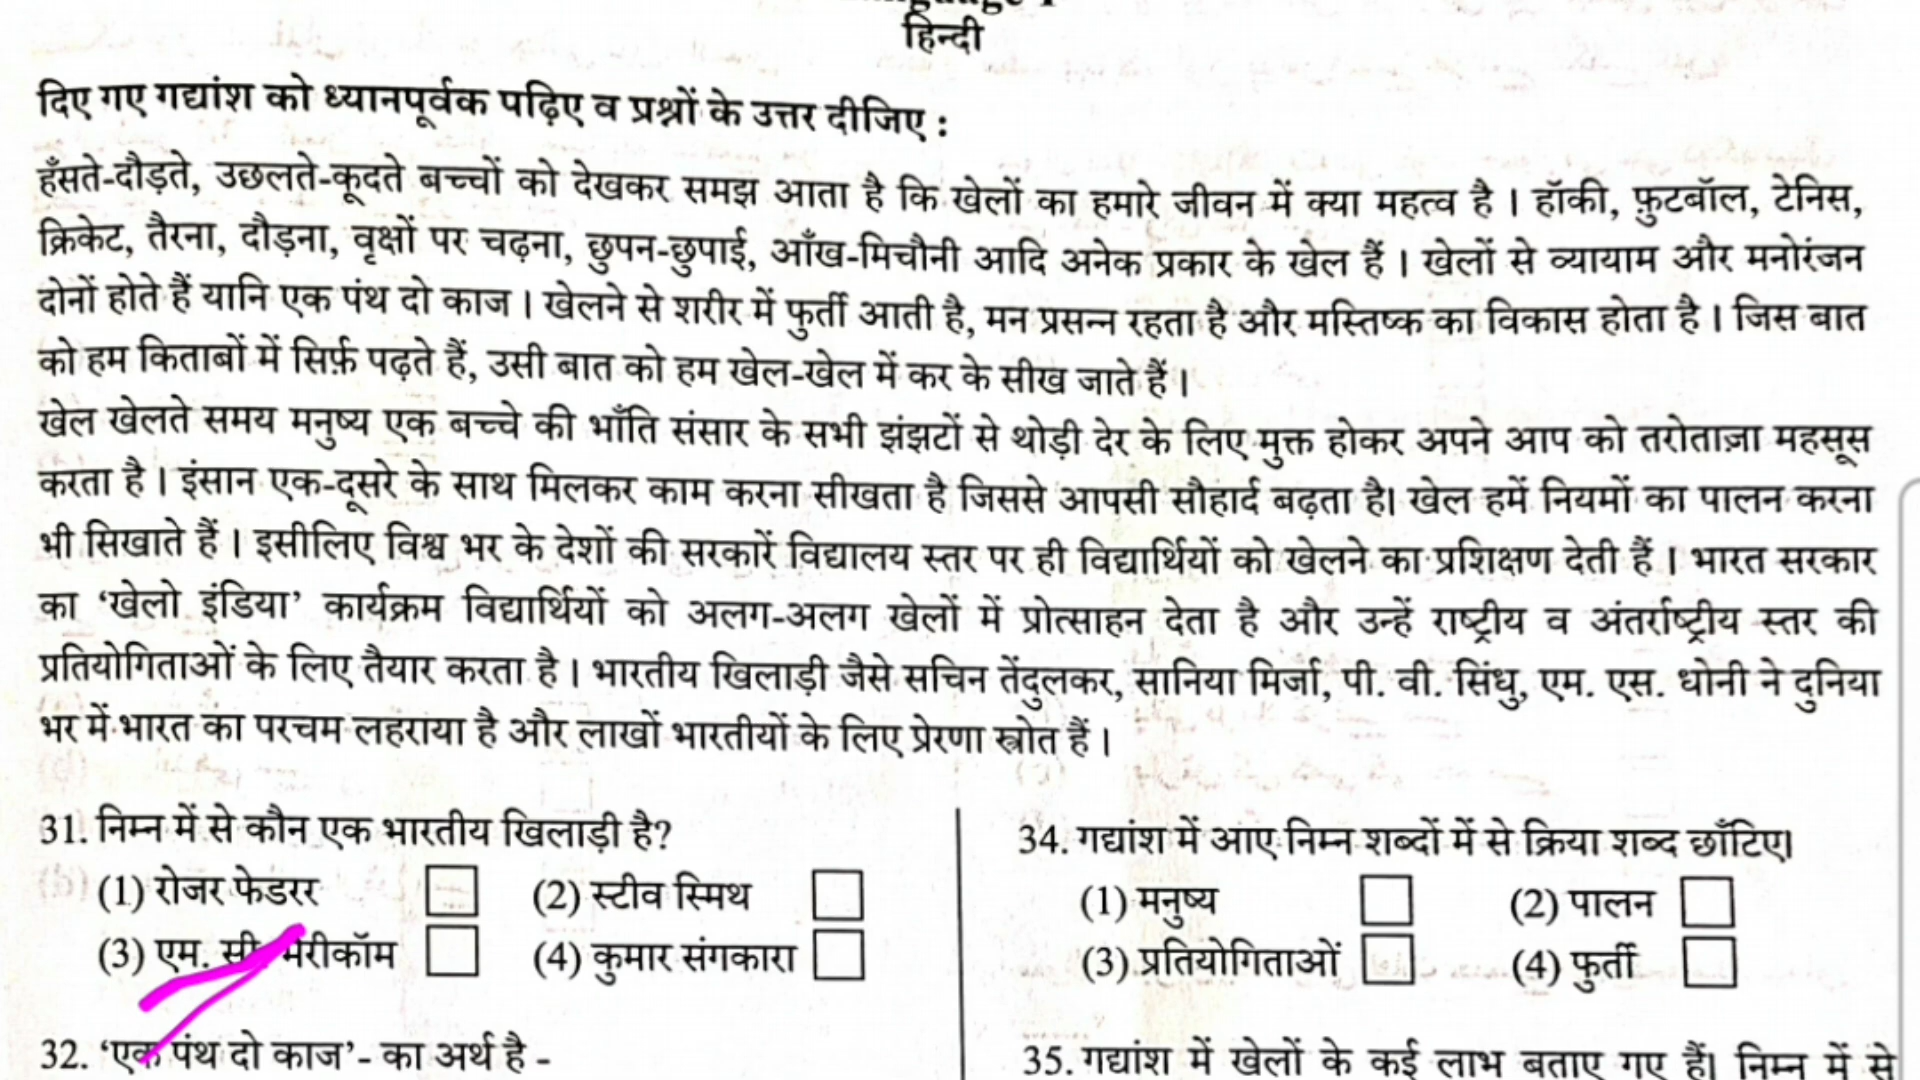 हिन्दी
दिए गए गद्यांश को ध्यानपूर्वक पढ़िए व प्रश्नों के उत्तर दीजिए :
हँसते-दौड़ते, उछलते-कूदते बच्चों को देखकर समझ आता है कि खेलों का हमारे जीवन में क्या महत्व है । हॉकी, फ़ुटबॉल, टेनिस,
क्रिकेट, तैरना, दौड़ना, वृक्षों पर चढ़ना, छुपन-छुपाई, आँख-मिचौनी आदि अनेक प्रकार के खेल हैं । खेलों से व्यायाम और मनोरंजन
दोनों होते हैं यानि एक पंथ दो काज । खेलने से शरीर में फुर्ती आती है, मन प्रसन्न रहता है और मस्तिष्क का विकास होता है । जिस बात
को हम किताबों में सिर्फ़ पढ़ते हैं, उसी बात को हम खेल-खेल में कर के सीख जाते हैं ।
खेल खेलते समय मनुष्य एक बच्चे की भाँति संसार के सभी झंझटों से थोड़ी देर के लिए मुक्त होकर अपने आप को तरोताज़ा महसूस
करता है । इंसान एक-दूसरे के साथ मिलकर काम करना सीखता है जिससे आपसी सौहार्द बढ़ता है। खेल हमें नियमों का पालन करना
भी सिखाते हैं । इसीलिए विश्व भर के देशों की सरकारें विद्यालय स्तर पर ही विद्यार्थियों को खेलने का प्रशिक्षण देती हैं । भारत सरकार
का ‘खेलो इंडिया’ कार्यक्रम विद्यार्थियों को अलग-अलग खेलों में प्रोत्साहन देता है और उन्हें राष्ट्रीय व अंतर्राष्ट्रीय स्तर की
प्रतियोगिताओं के लिए तैयार करता है । भारतीय खिलाड़ी जैसे सचिन तेंदुलकर, सानिया मिर्जा, पी. वी. सिंधु, एम. एस. धोनी ने दुनिया
भर में भारत का परचम लहराया है और लाखों भारतीयों के लिए प्रेरणा स्त्रोत हैं ।
31. निम्न में से कौन एक भारतीय खिलाड़ी है?
(1) रोजर फेडरर (2) स्टीव स्मिथ
(3) एम. सी. मेरीकॉम (4) कुमार संगकारा
32. ‘एक पंथ दो काज’- का अर्थ है -
34. गद्यांश में आए निम्न शब्दों में से क्रिया शब्द छाँटिए।
(1) मनुष्य (2) पालन
(3) प्रतियोगिताओं (4) फुर्ती
35. गद्यांश में खेलों के कई लाभ बताए गए हैं। निम्न में से